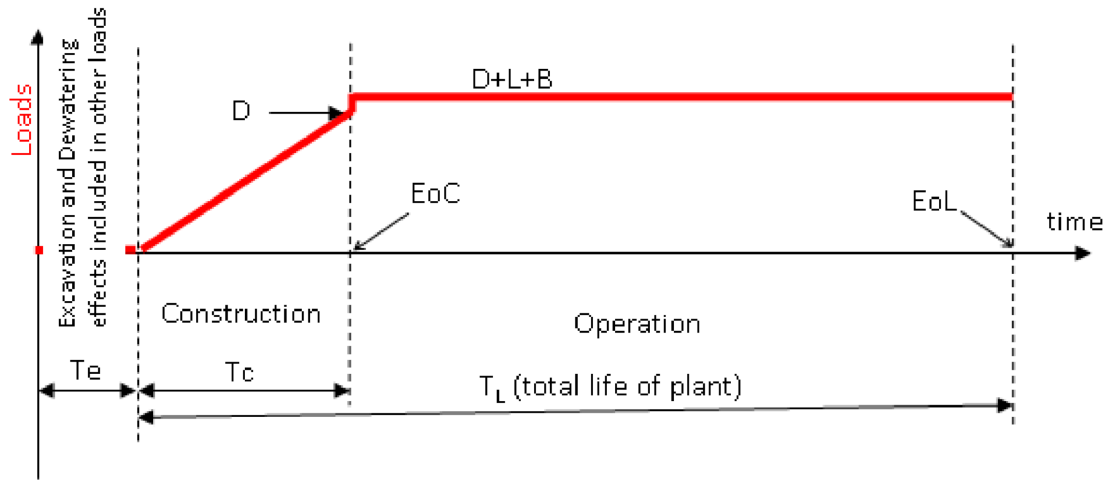 Loads
Excavation and Dewatering
effects included in other loads
D
D+L+B
EoC
EoL
time
Construction
Operation
Te
Tc
TL (total life of plant)